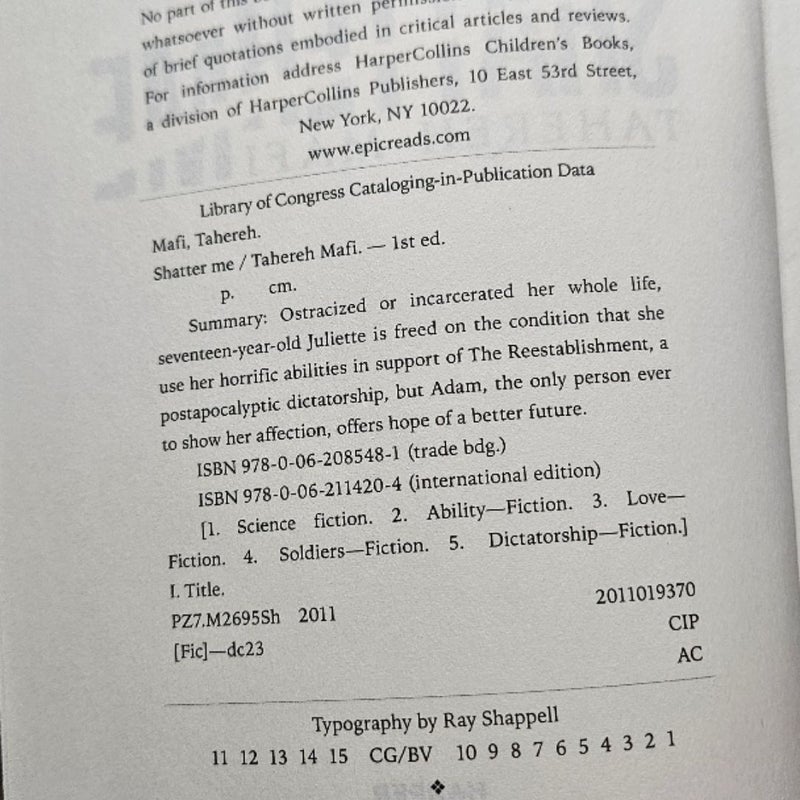 No part of this
whatsoever without written
of brief quotations embodied in critical articles and reviews.
For information address HarperCollins Children's Books,
a division of HarperCollins Publishers, 10 East 53rd Street,
New York, NY 10022.
www.epicreads.com
Library of Congress Cataloging-in-Publication Data
Mafi, Tahereh.
Shatter me / Tahereh Mafi. — 1st ed.
p. cm.
Summary: Ostracized or incarcerated her whole life,
seventeen-year-old Juliette is freed on the condition that she
use her horrific abilities in support of The Reestablishment, a
postapocalyptic dictatorship, but Adam, the only person ever
to show her affection, offers hope of a better future.
ISBN 978-0-06-208548-1 (trade bdg.)
ISBN 978-0-06-211420-4 (international edition)
[1. Science fiction. 2. Ability—Fiction. 3. Love—
Fiction. 4. Soldiers—Fiction. 5. Dictatorship—Fiction.]
I. Title.
PZ7.M2695Sh 2011 2011019370
[Fic]—dc23 CIP
AC
Typography by Ray Shappell
11 12 13 14 15 CG/BV 10 9 8 7 6 5 4 3 2 1